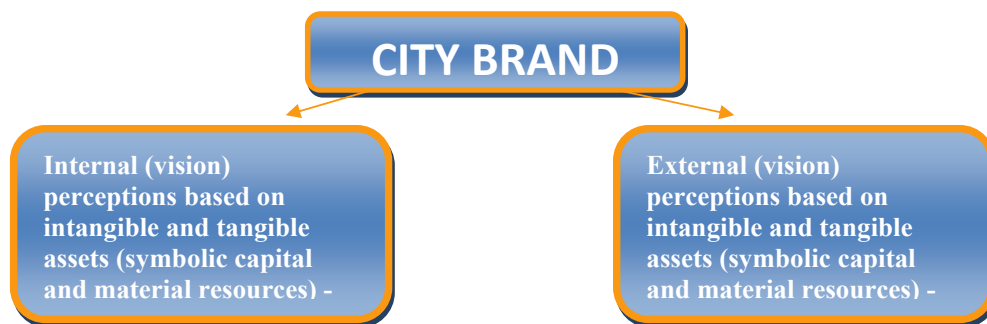 CITY BRAND
Internal (vision)
perceptions based on
intangible and tangible
assets (symbolic capital
and material resources) -
External (vision)
perceptions based on
intangible and tangible
assets (symbolic capital
and material resources) -